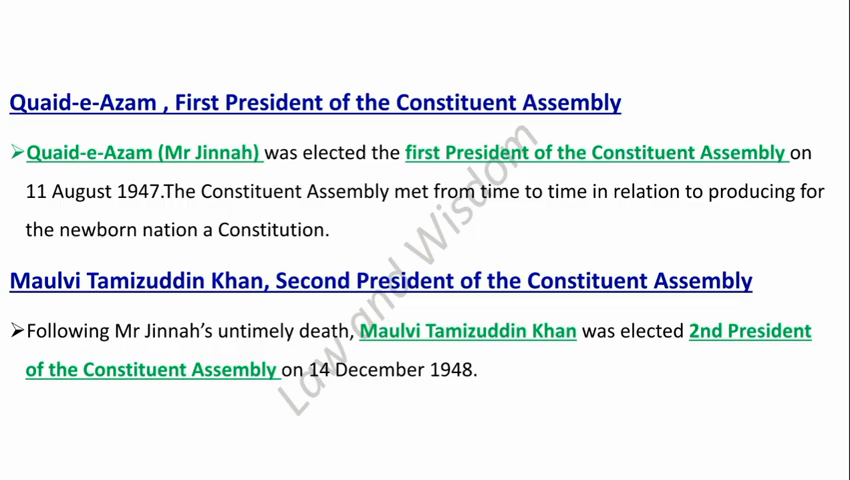 Quaid-e-Azam , First President of the Constituent Assembly
➢Quaid-e-Azam (Mr Jinnah) was elected the first President of the Constituent Assembly on
11 August 1947.The Constituent Assembly met from time to time in relation to producing for
the newborn nation a Constitution.
Maulvi Tamizuddin Khan, Second President of the Constituent Assembly
➢Following Mr Jinnah’s untimely death, Maulvi Tamizuddin Khan was elected 2nd President
of the Constituent Assembly on 14 December 1948.
Law and Wisdom